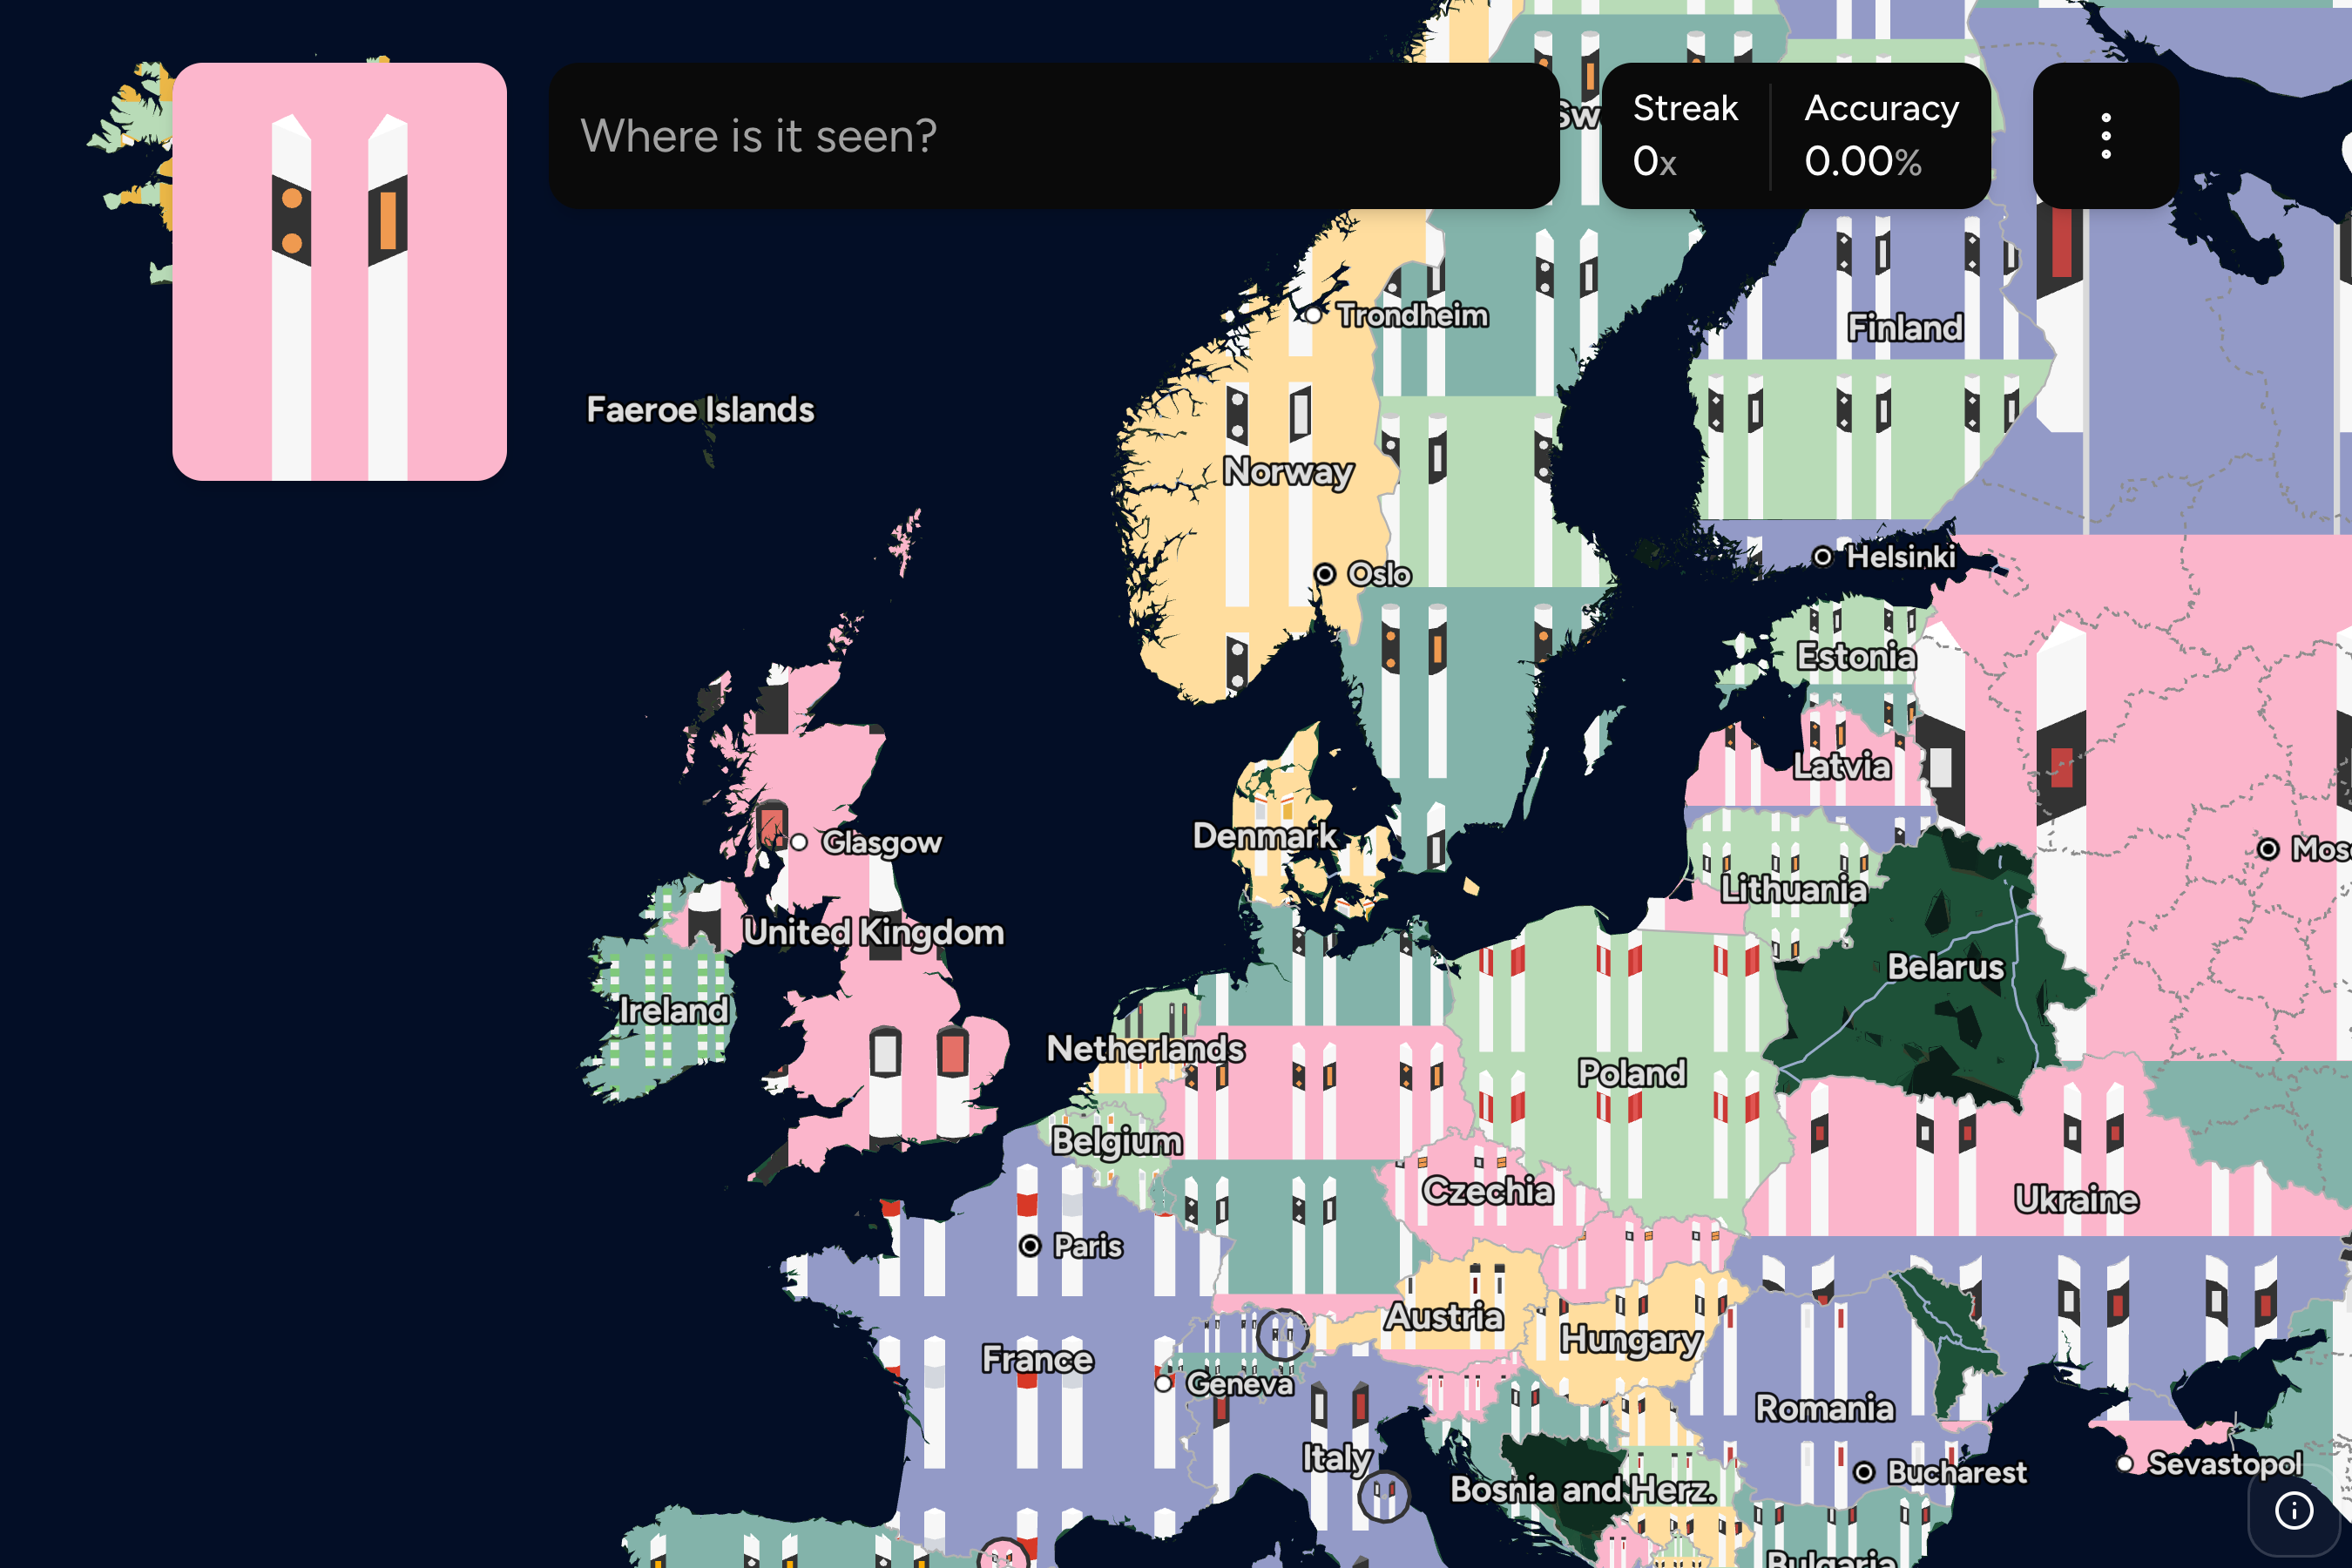 Where is it seen?
Streak
0x
Accuracy
0.00%
Sw
Trondheim
Finland
Faeroe Islands
Norway
Oslo
Helsinki
Estonia
Latvia
Denmark
Glasgow
Mosc
Lithuania
United Kingdom
Belarus
Ireland
Netherlands
Poland
Belgium
Czechia
Ukraine
Paris
Austria
Hungary
France
Geneva
Romania
Italy
Bosnia and Herz.
Bucharest
Sevastopol
Bulgaria